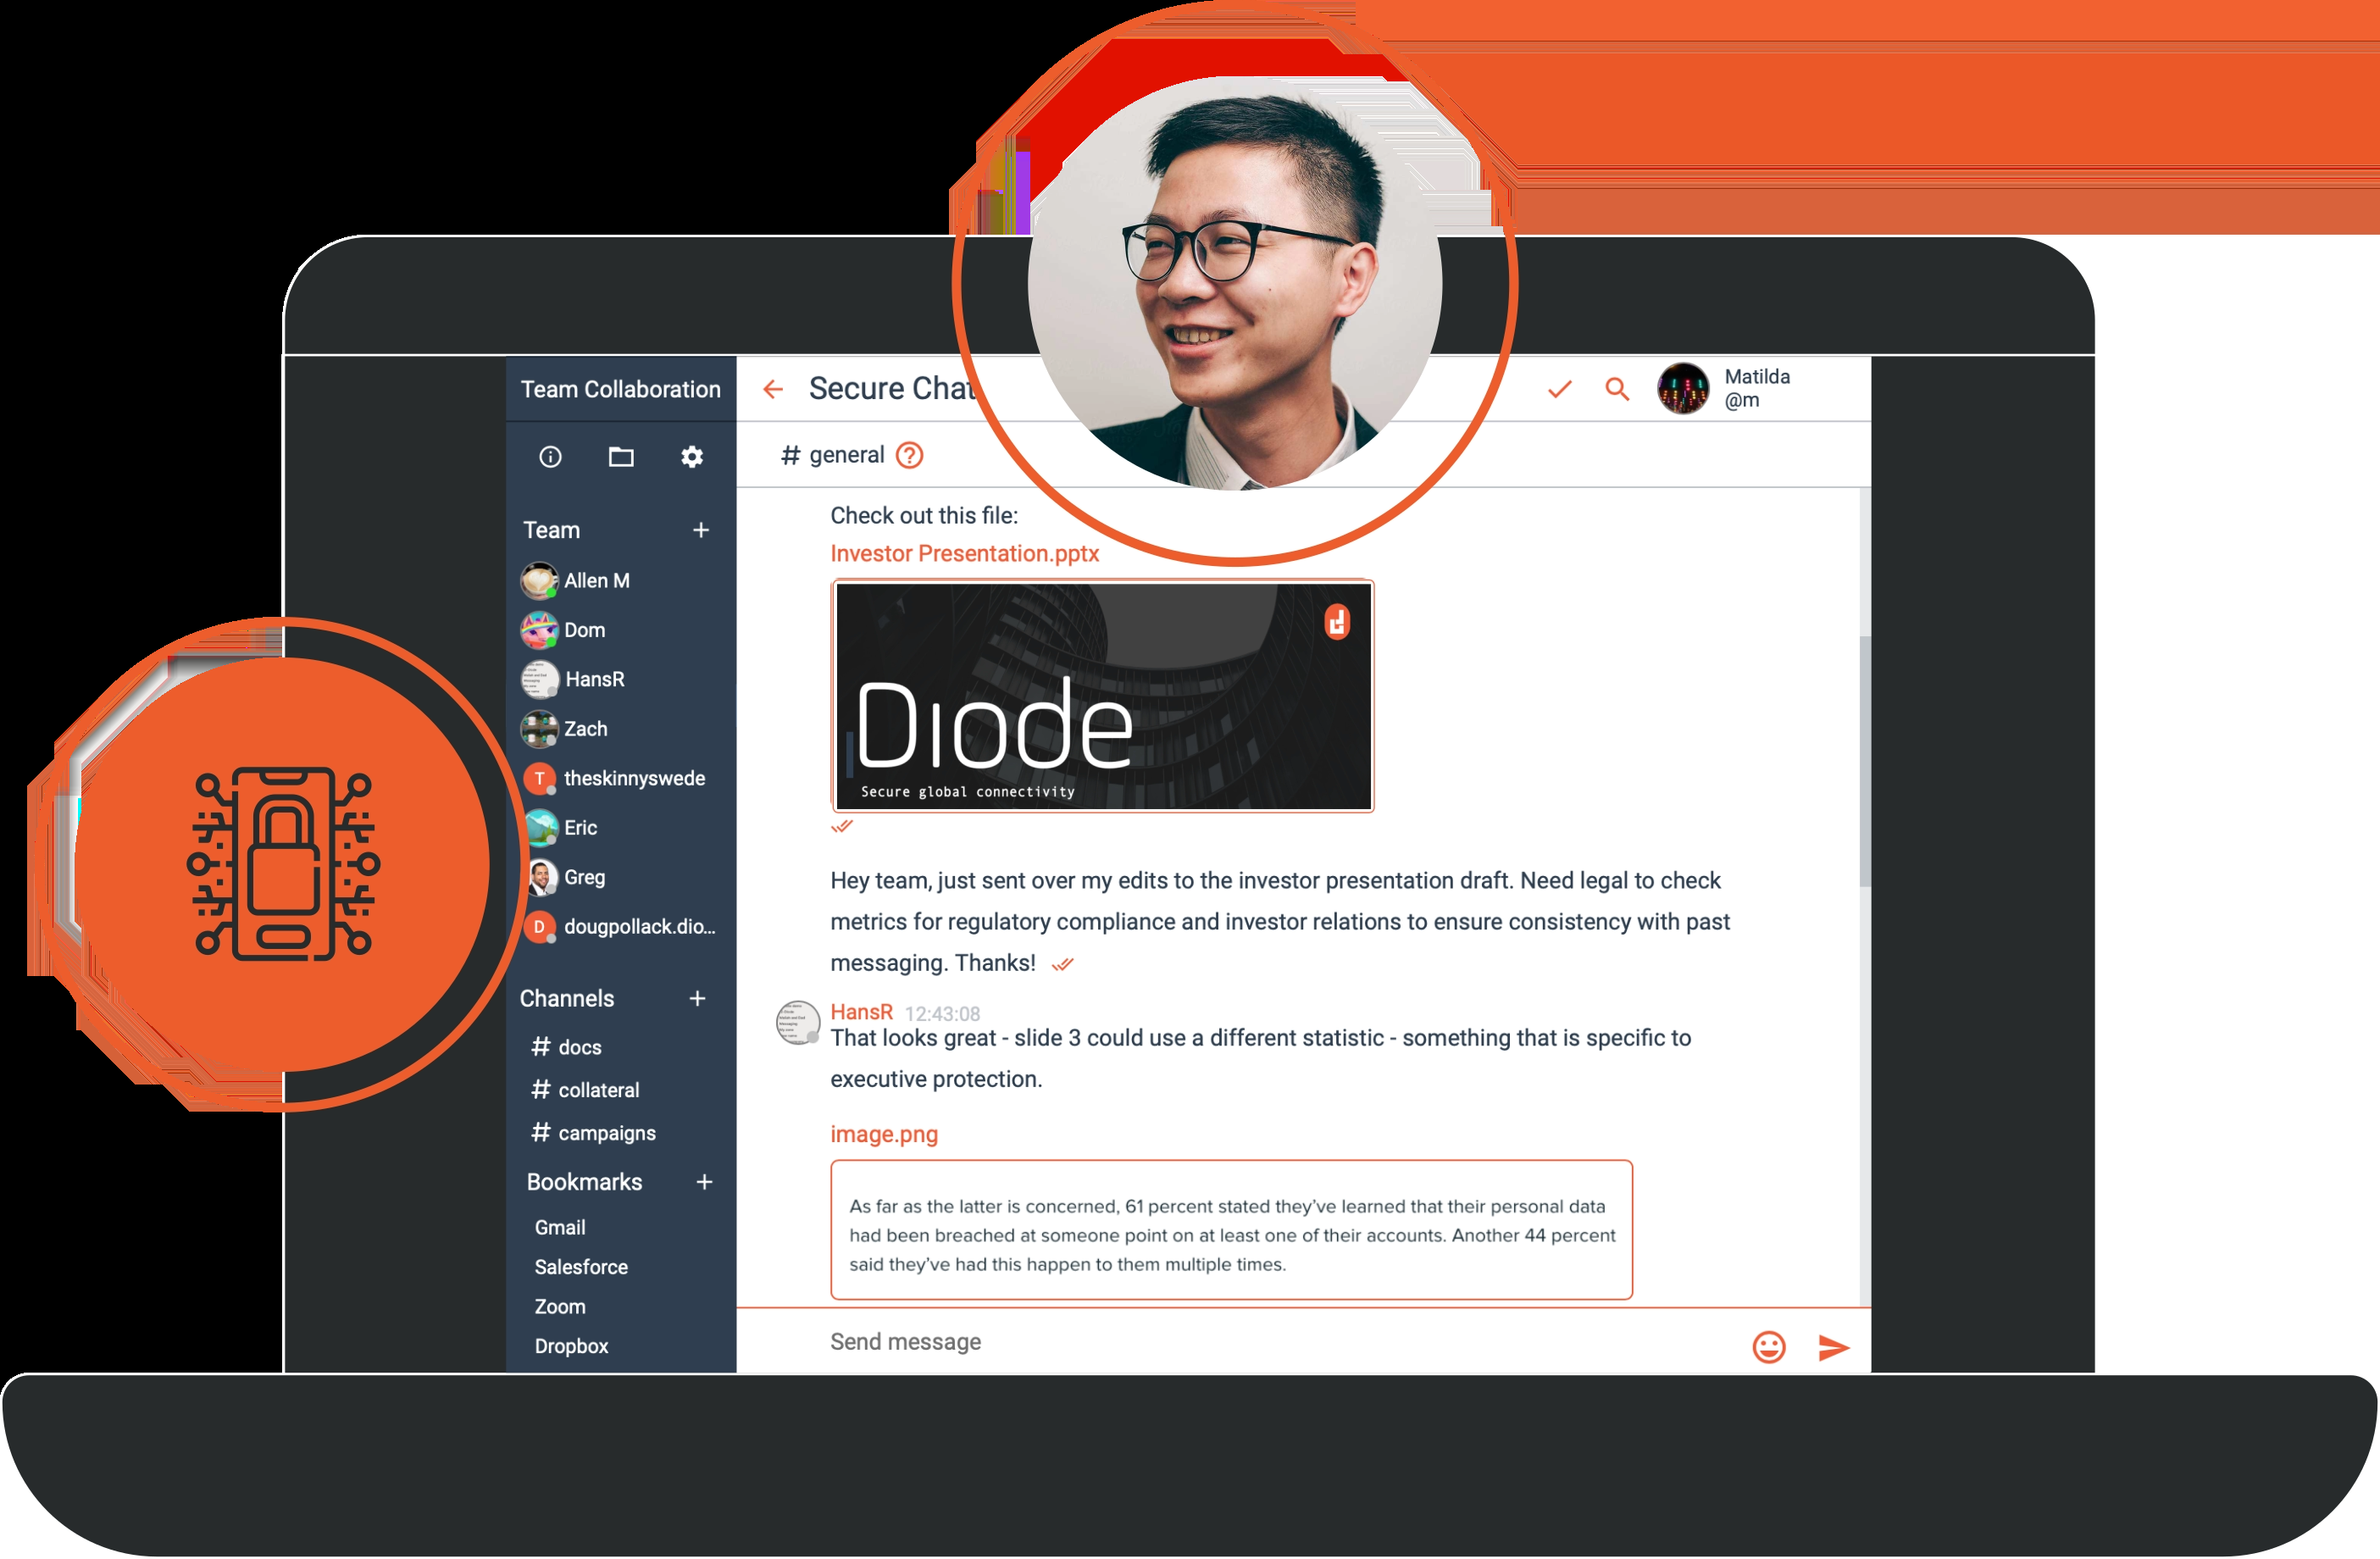 Team Collaboration
Secure Chat
Matilda
@m
# general
Team +
Allen M
Dom
HansR
Zach
T theskinnyswede
Eric
Greg
D dougpollack.dio...
Channels +
# docs
# collateral
# campaigns
Bookmarks +
Gmail
Salesforce
Zoom
Dropbox
Check out this file:
Investor Presentation.pptx
Diode
Secure global connectivity
Hey team, just sent over my edits to the investor presentation draft. Need legal to check
metrics for regulatory compliance and investor relations to ensure consistency with past
messaging. Thanks!
HansR 12:43:08
That looks great - slide 3 could use a different statistic - something that is specific to
executive protection.
image.png
As far as the latter is concerned, 61 percent stated they've learned that their personal data
had been breached at someone point on at least one of their accounts. Another 44 percent
said they've had this happen to them multiple times.
Send message